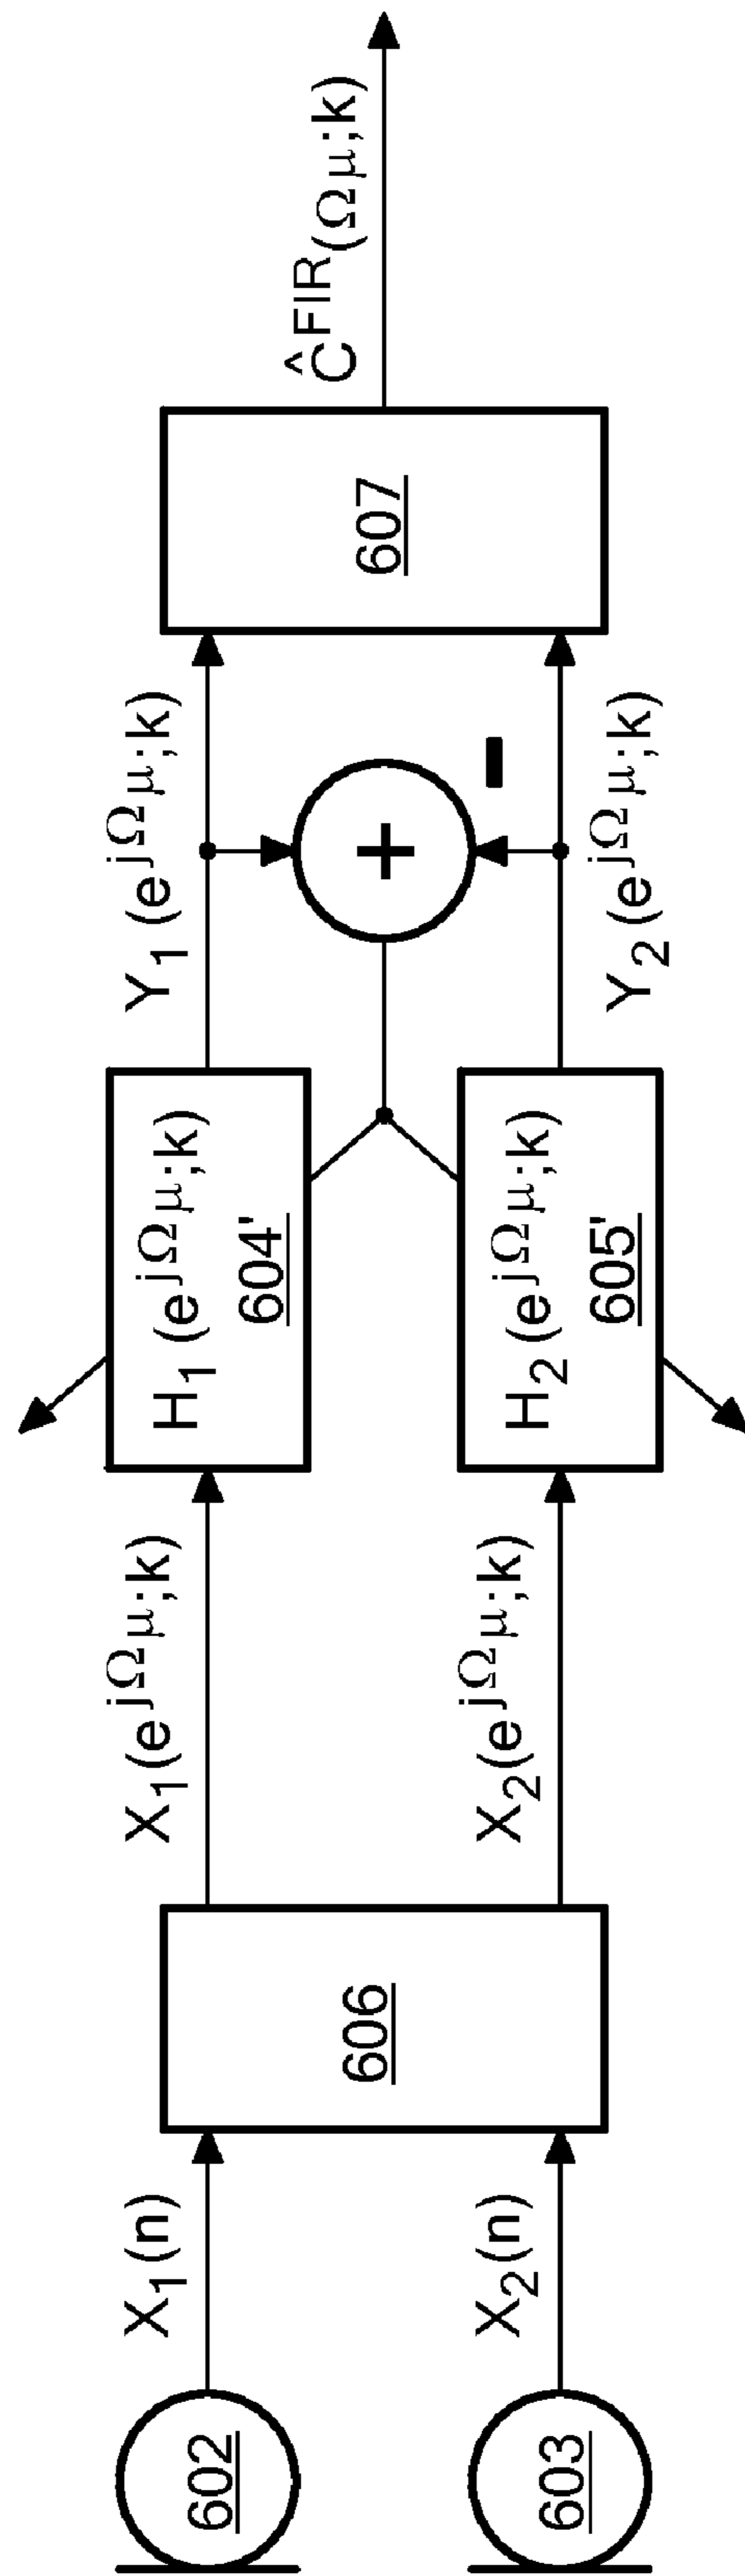 602
603
X1(n)
X2(n)
606
X1(e^jΩμ;k)
X2(e^jΩμ;k)
H1(e^jΩμ;k)
604'
H2(e^jΩμ;k)
605'
Y1(e^jΩμ;k)
Y2(e^jΩμ;k)
+
−
607
Ĉ^FIR(Ωμ;k)